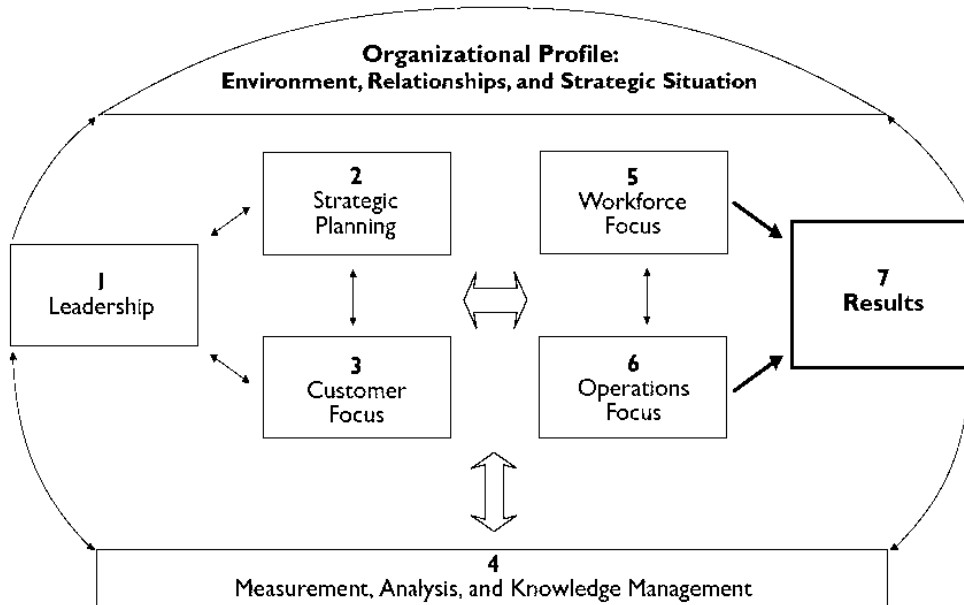 Organizational Profile:
Environment, Relationships, and Strategic Situation
2
Strategic
Planning
5
Workforce
Focus
1
Leadership
7
Results
3
Customer
Focus
6
Operations
Focus
4
Measurement, Analysis, and Knowledge Management